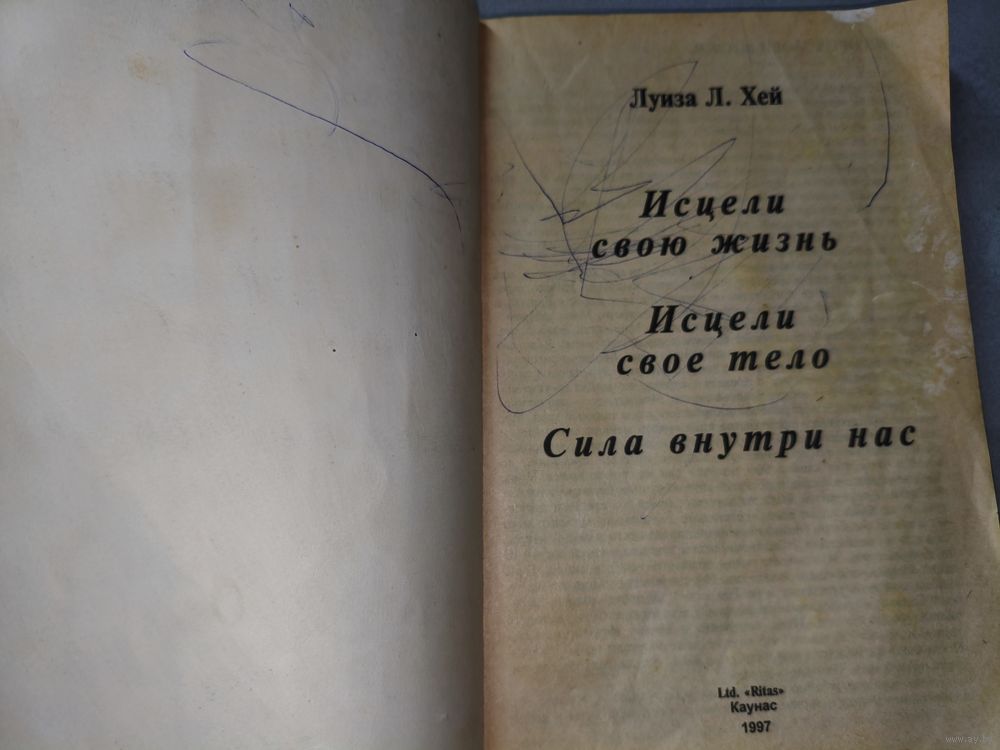 Луиза Л. Хей
Исцели
свою жизнь
Исцели
свое тело
Сила внутри нас
Ltd. «Ritas»
Каунас
1997